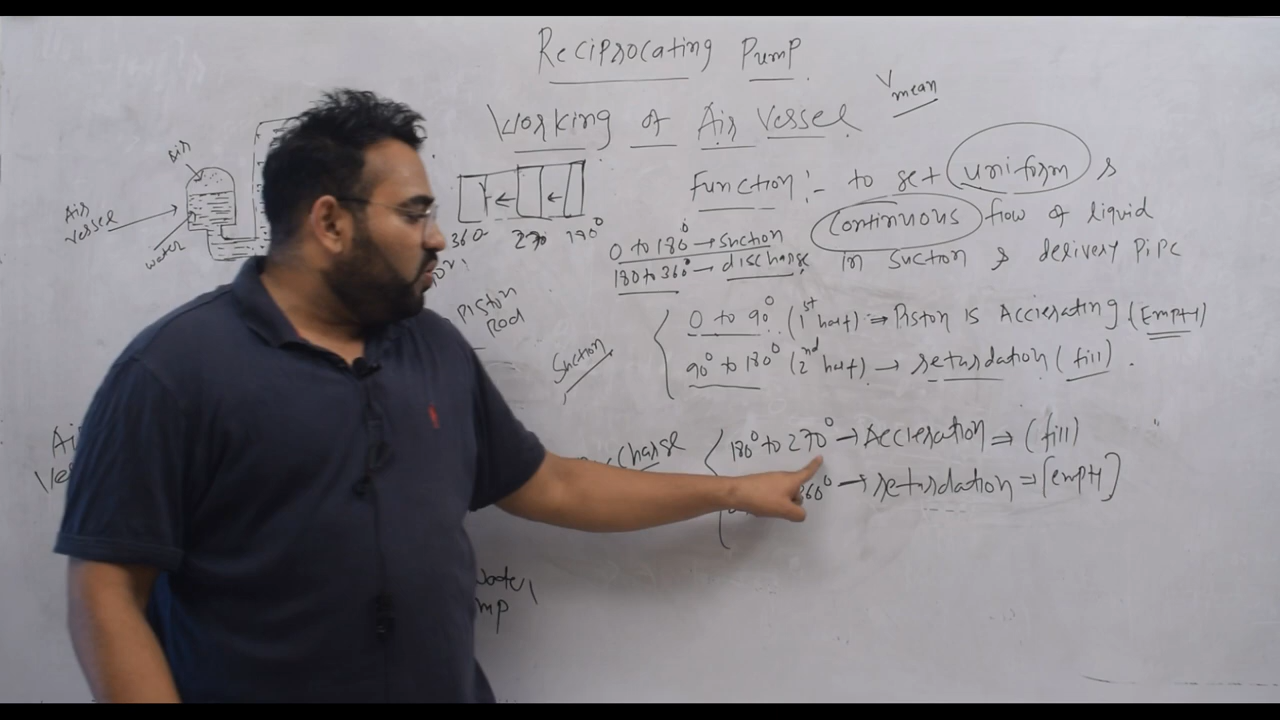 Reciprocating Pump
Working of Air Vessel
Vmean
Function:- to get uniform &
continuous flow of liquid
in suction & delivery Pipe
Air
Air vessel
water
360 270 180°
0 to 180° → suction
180 to 360° → discharge
Piston Rod
Suction
0 to 90° (1st half) ⇒ Piston is Acclerating (Empty)
90° to 180° (2nd half) → retardation (fill).
180° to 270° → Accleration ⇒ (fill)
360° → retardation ⇒ [empty]